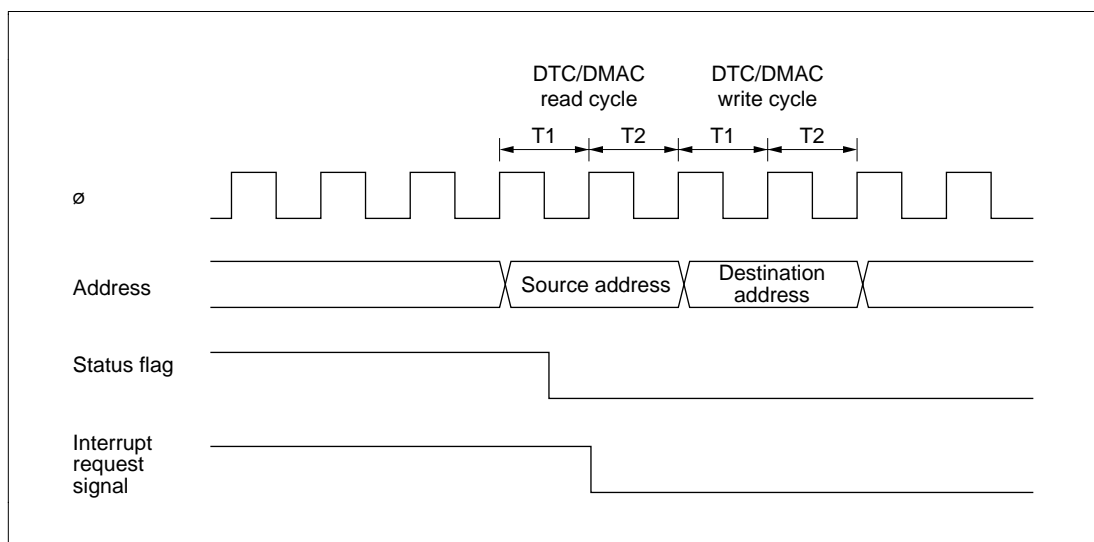 DTC/DMAC
read cycle
DTC/DMAC
write cycle
T1
T2
T1
T2
ø
Address
Source address
Destination
address
Status flag
Interrupt
request
signal